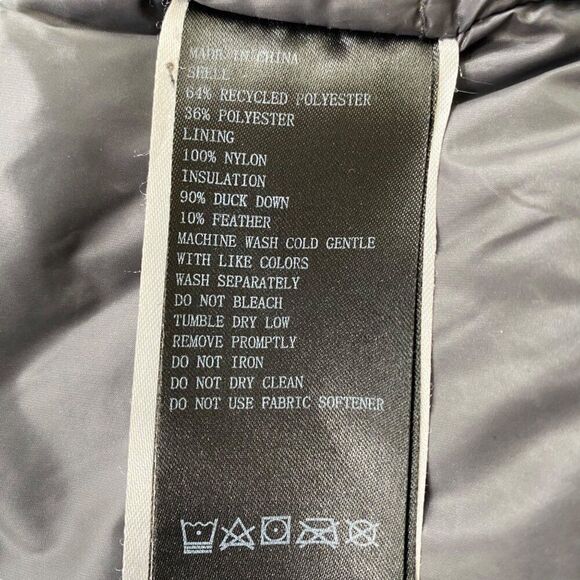 MADE IN CHINA
SHELL
64% RECYCLED POLYESTER
36% POLYESTER
LINING
100% NYLON
INSULATION
90% DUCK DOWN
10% FEATHER
MACHINE WASH COLD GENTLE
WITH LIKE COLORS
WASH SEPARATELY
DO NOT BLEACH
TUMBLE DRY LOW
REMOVE PROMPTLY
DO NOT IRON
DO NOT DRY CLEAN
DO NOT USE FABRIC SOFTENER